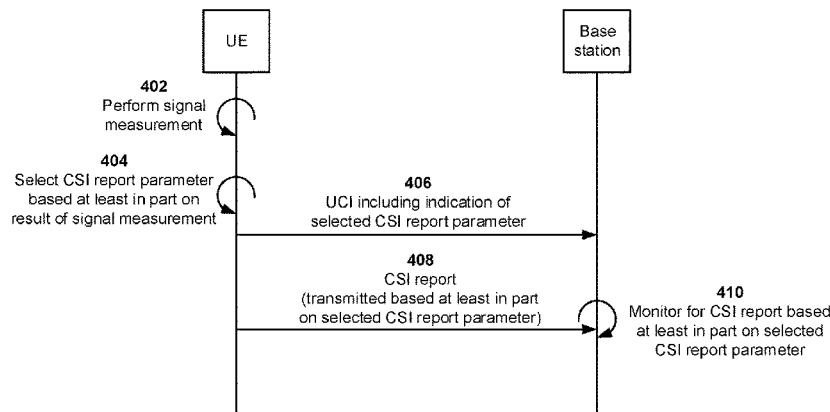 UE
Base
station
402
Perform signal
measurement
404
Select CSI report parameter
based at least in part on
result of signal measurement
406
UCI including indication of
selected CSI report parameter
408
CSI report
(transmitted based at least in part
on selected CSI report parameter)
410
Monitor for CSI report based
at least in part on selected
CSI report parameter